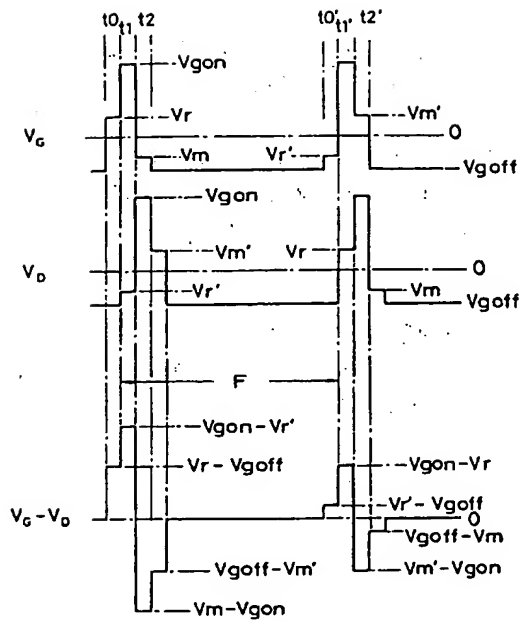 t0 t1 t2 t0' t1' t2'
Vgon
Vr Vm'
VG 0
Vm Vr'
Vgoff
Vgon
Vm' Vr
VD 0
Vr' Vm
Vgoff
F
Vgon-Vr'
Vr-Vgoff Vgon-Vr
Vr'-Vgoff
VG-VD 0
Vgoff-Vm
Vgoff-Vm' Vm'-Vgon
Vm-Vgon